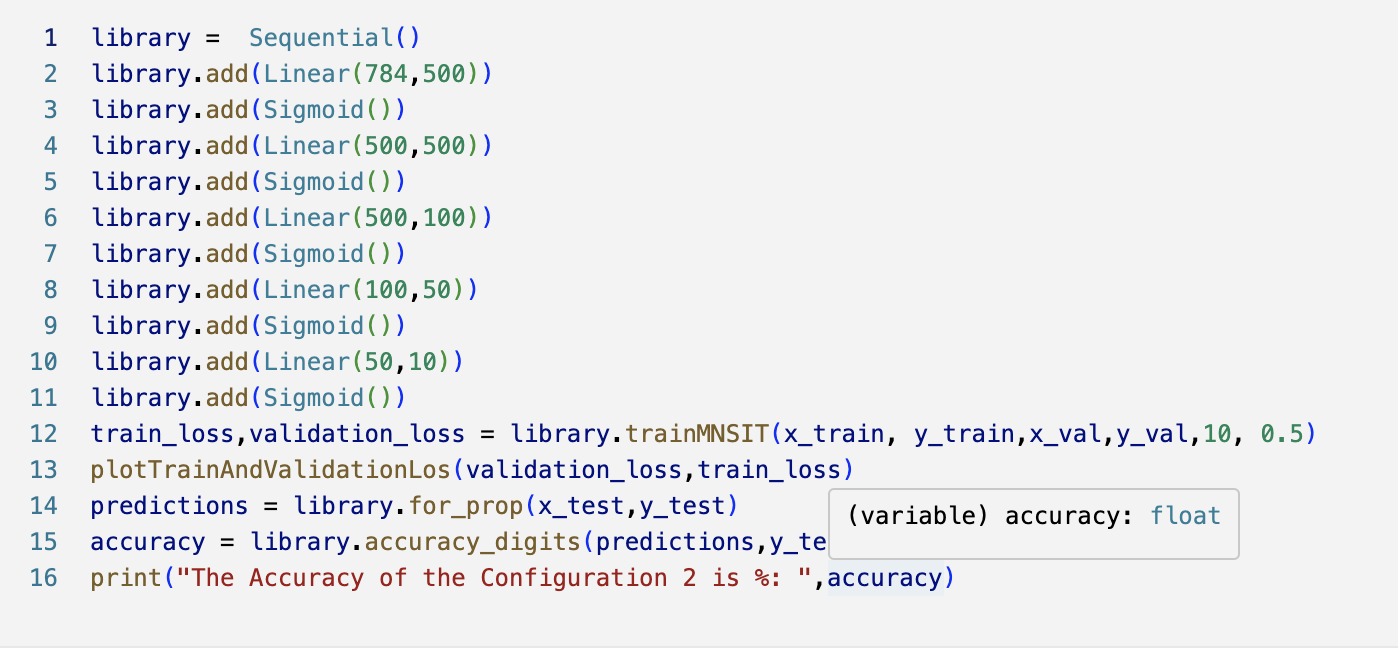 1 library =  Sequential()
2 library.add(Linear(784,500))
3 library.add(Sigmoid())
4 library.add(Linear(500,500))
5 library.add(Sigmoid())
6 library.add(Linear(500,100))
7 library.add(Sigmoid())
8 library.add(Linear(100,50))
9 library.add(Sigmoid())
10 library.add(Linear(50,10))
11 library.add(Sigmoid())
12 train_loss,validation_loss = library.trainMNSIT(x_train, y_train,x_val,y_val,10, 0.5)
13 plotTrainAndValidationLos(validation_loss,train_loss)
14 predictions = library.for_prop(x_test,y_test)
(variable) accuracy: float
15 accuracy = library.accuracy_digits(predictions,y_te
16 print("The Accuracy of the Configuration 2 is %: ",accuracy)